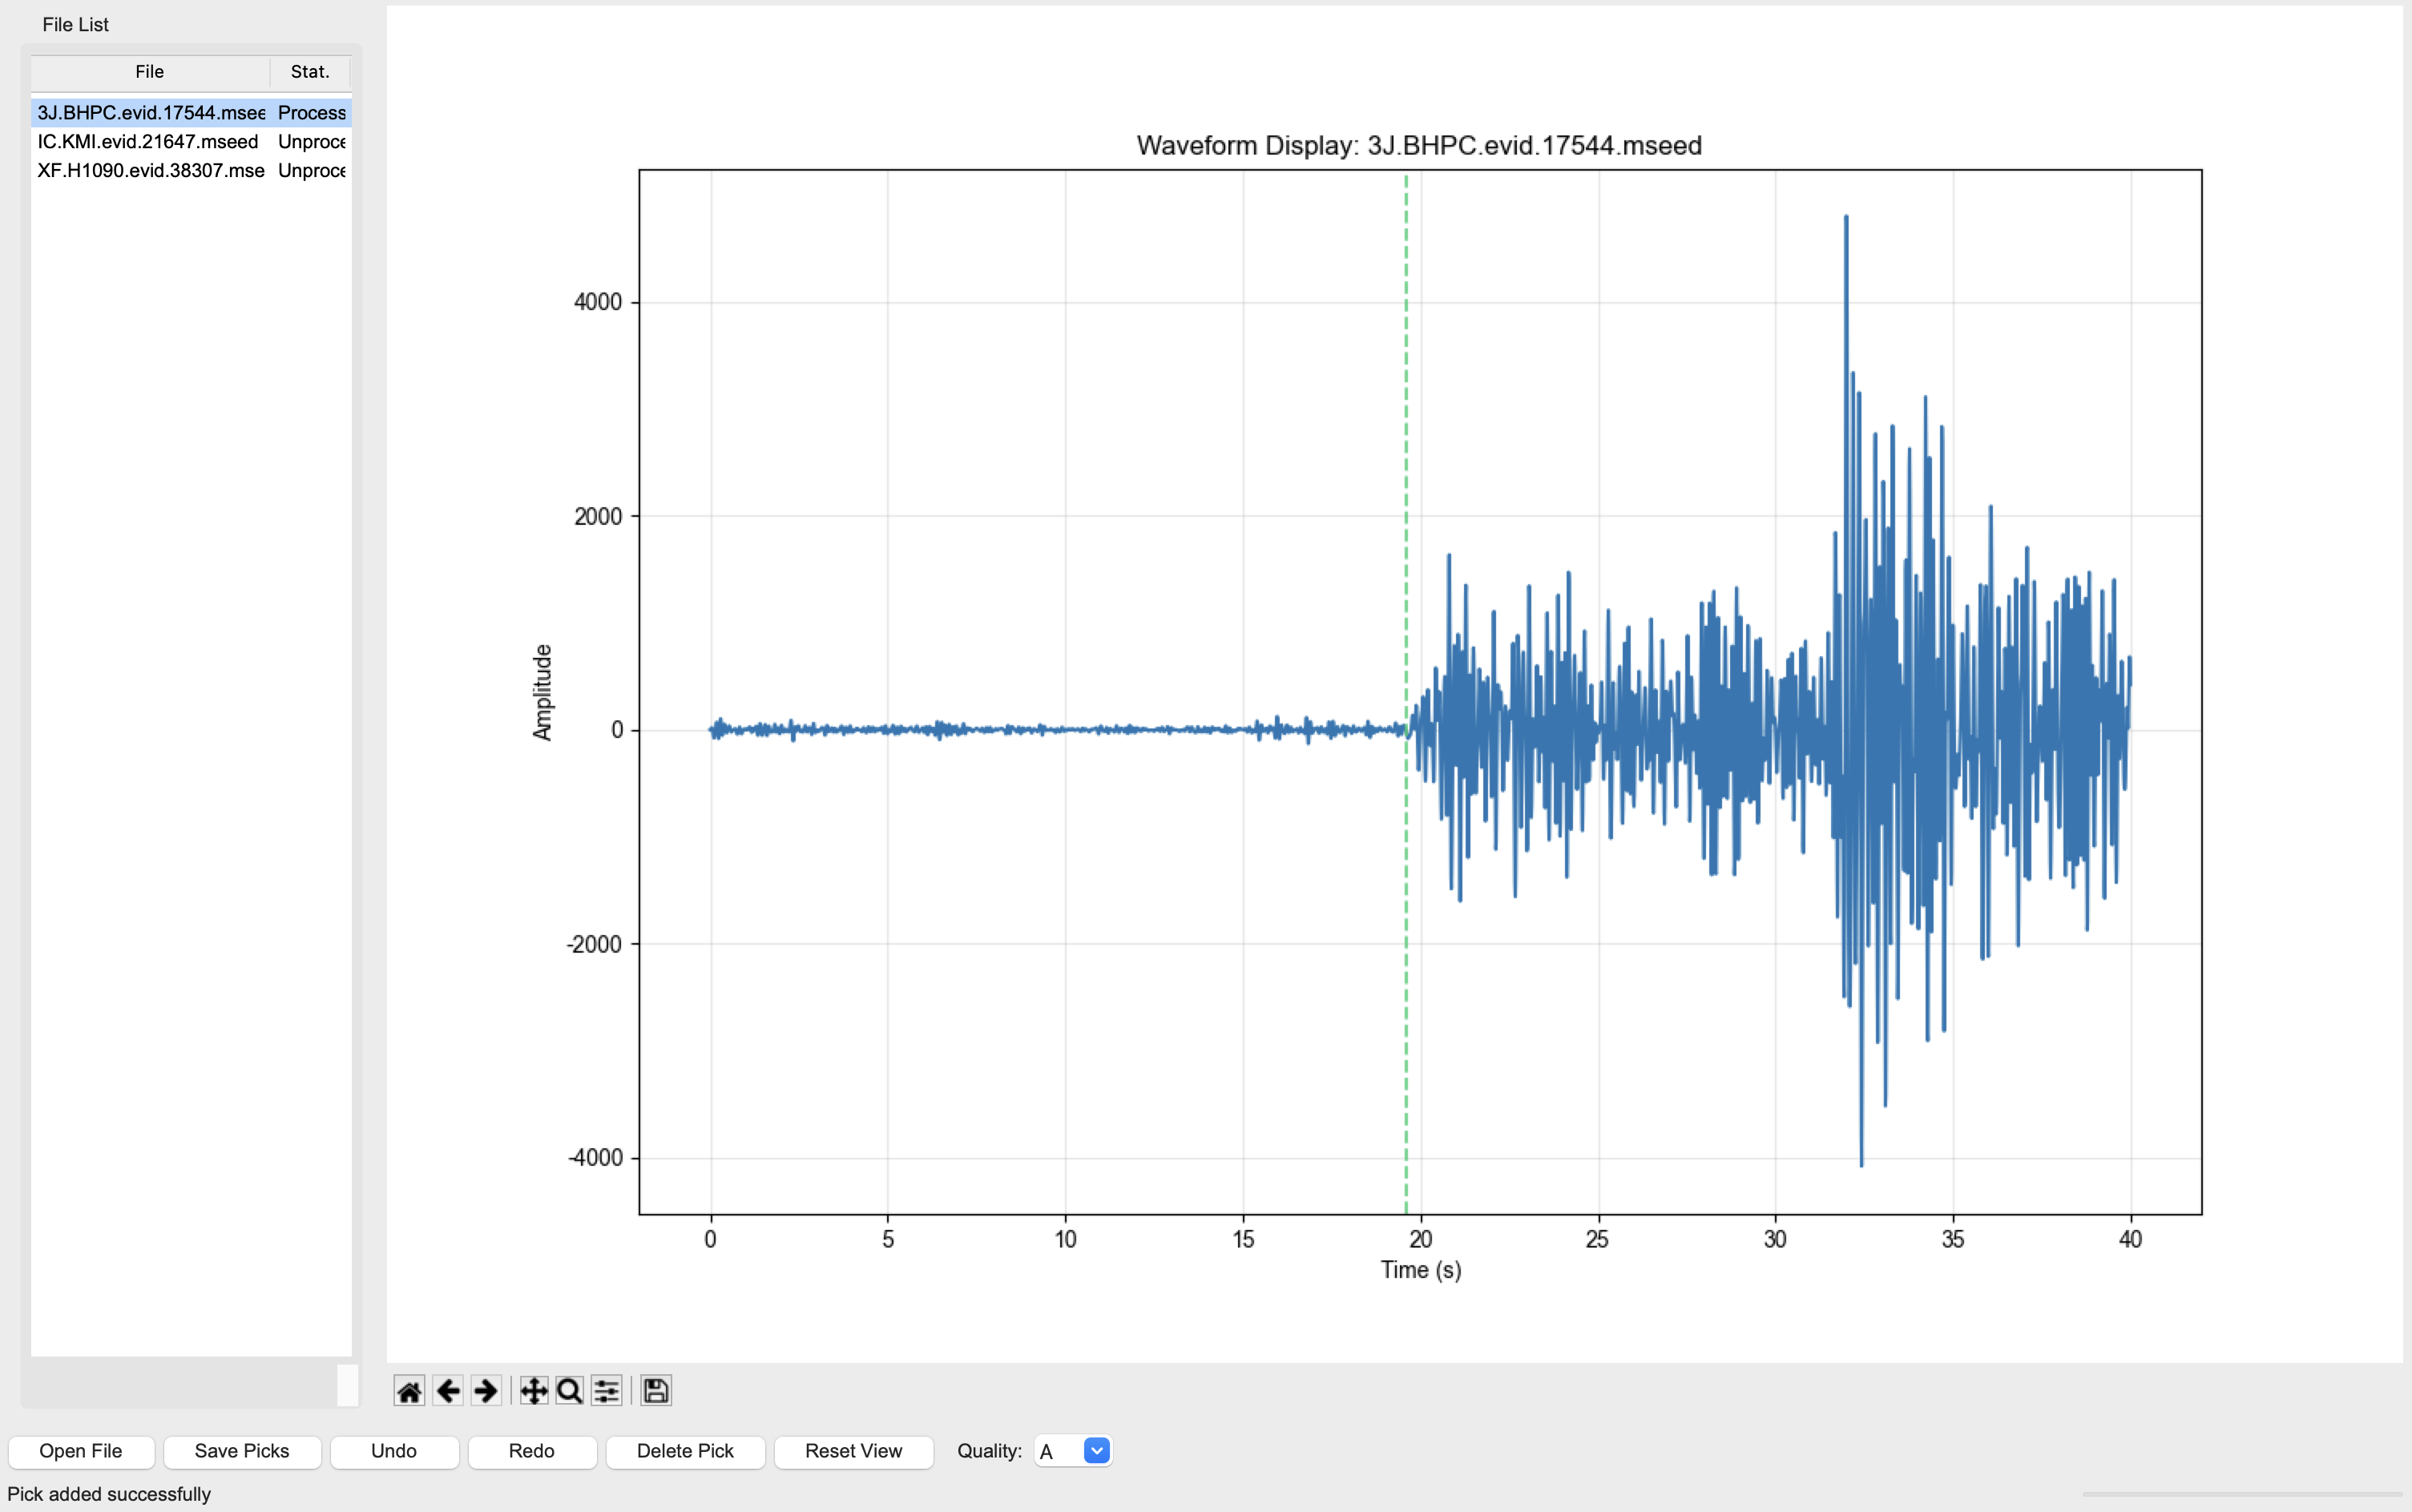 File List
File Stat.
3J.BHPC.evid.17544.msee Process
IC.KMI.evid.21647.mseed Unproce
XF.H1090.evid.38307.mse Unproce
Waveform Display: 3J.BHPC.evid.17544.mseed
4000
2000
0
-2000
-4000
Amplitude
0 5 10 15 20 25 30 35 40
Time (s)
Open File Save Picks Undo Redo Delete Pick Reset View Quality: A
Pick added successfully